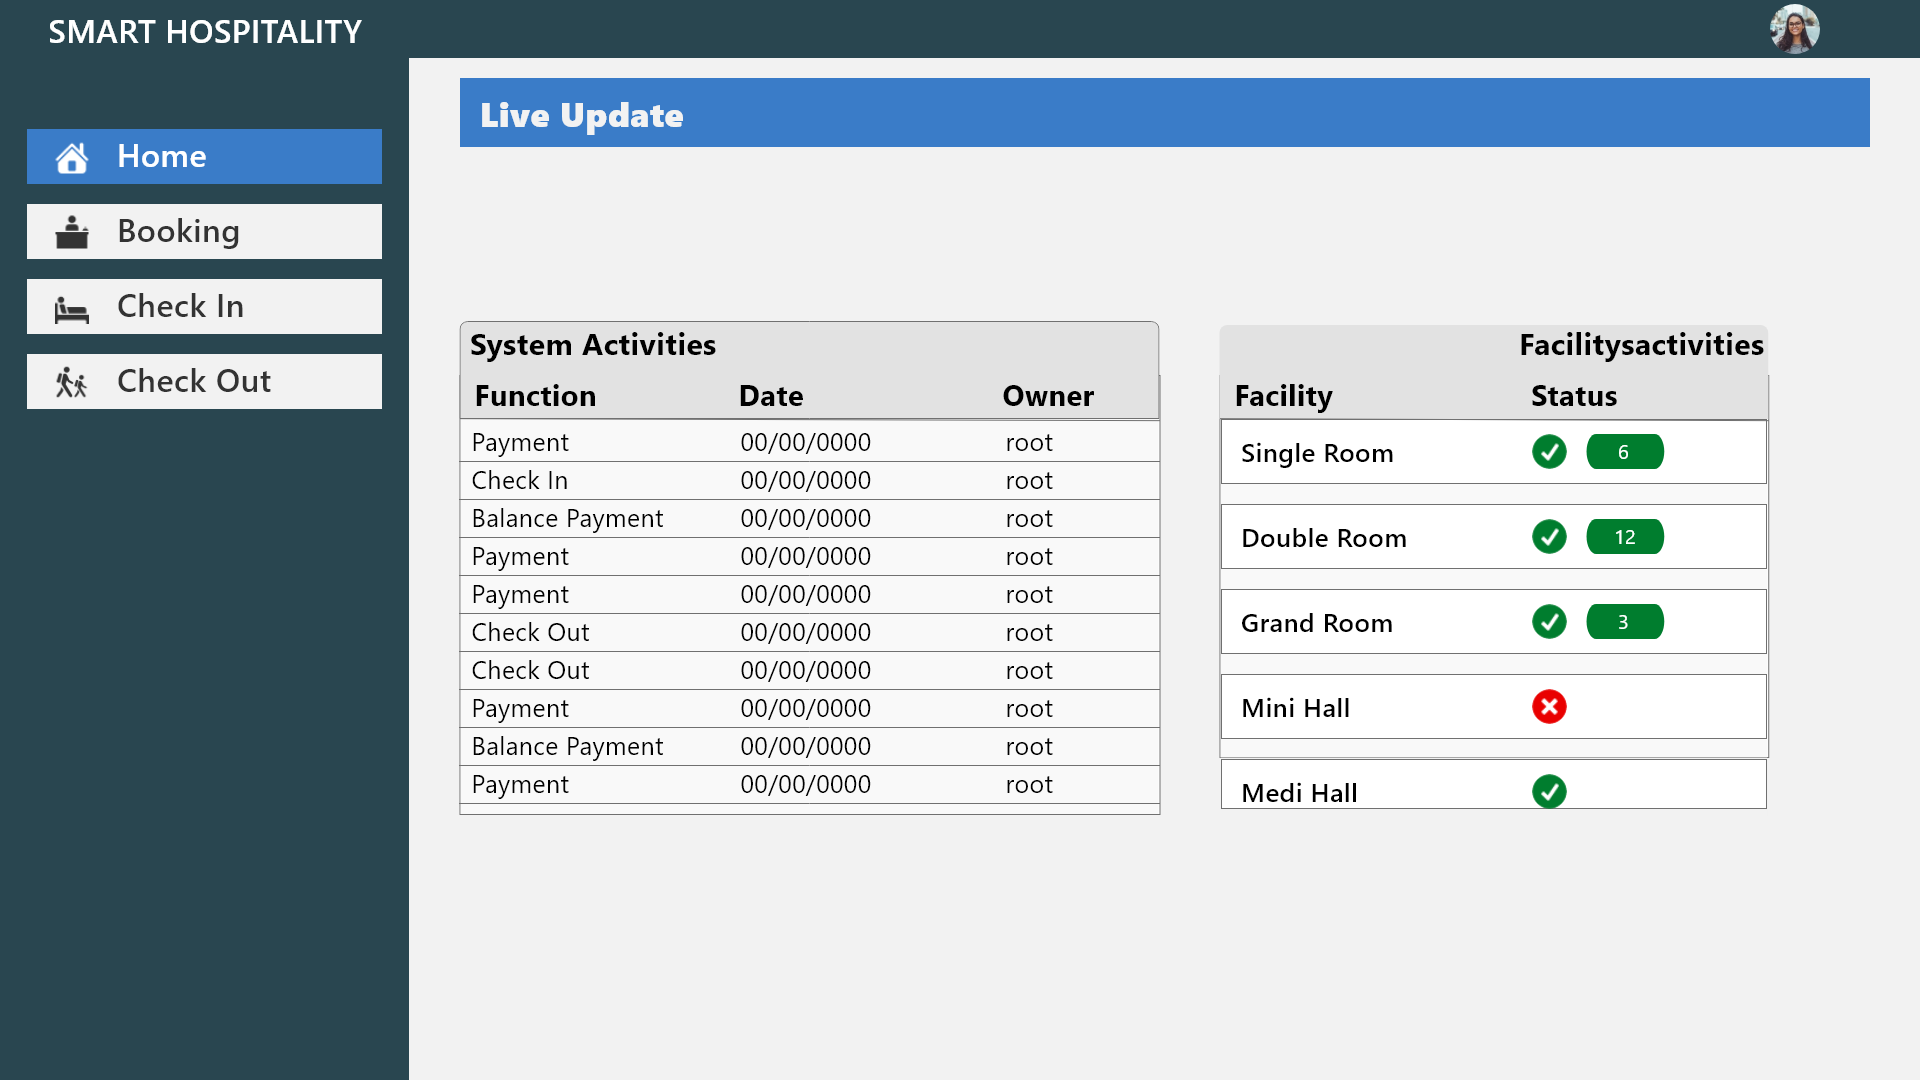 SMART HOSPITALITY
Home
Booking
Check In
Check Out
Live Update
System Activities
Function Date Owner
Payment 00/00/0000 root
Check In 00/00/0000 root
Balance Payment 00/00/0000 root
Payment 00/00/0000 root
Payment 00/00/0000 root
Check Out 00/00/0000 root
Check Out 00/00/0000 root
Payment 00/00/0000 root
Balance Payment 00/00/0000 root
Payment 00/00/0000 root
Facilitysactivities
Facility Status
Single Room 6
Double Room 12
Grand Room 3
Mini Hall
Medi Hall